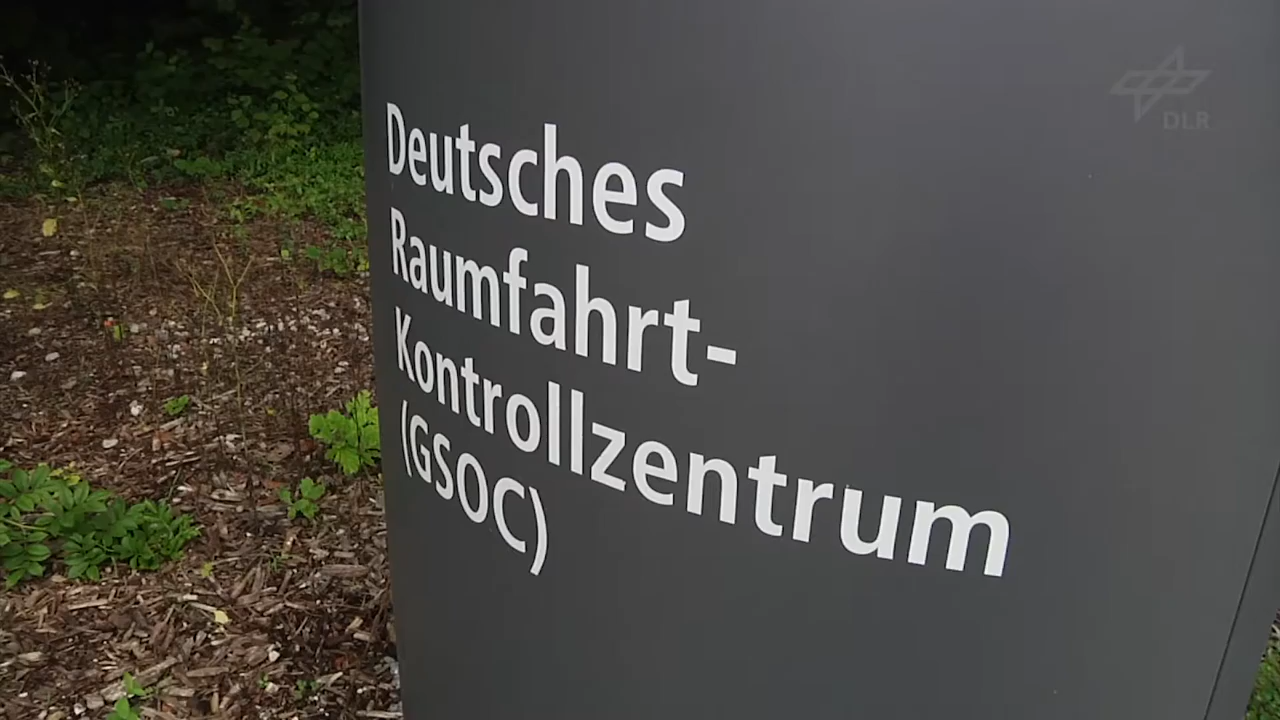 Deutsches
Raumfahrt-
Kontrollzentrum
(GSOC)
DLR